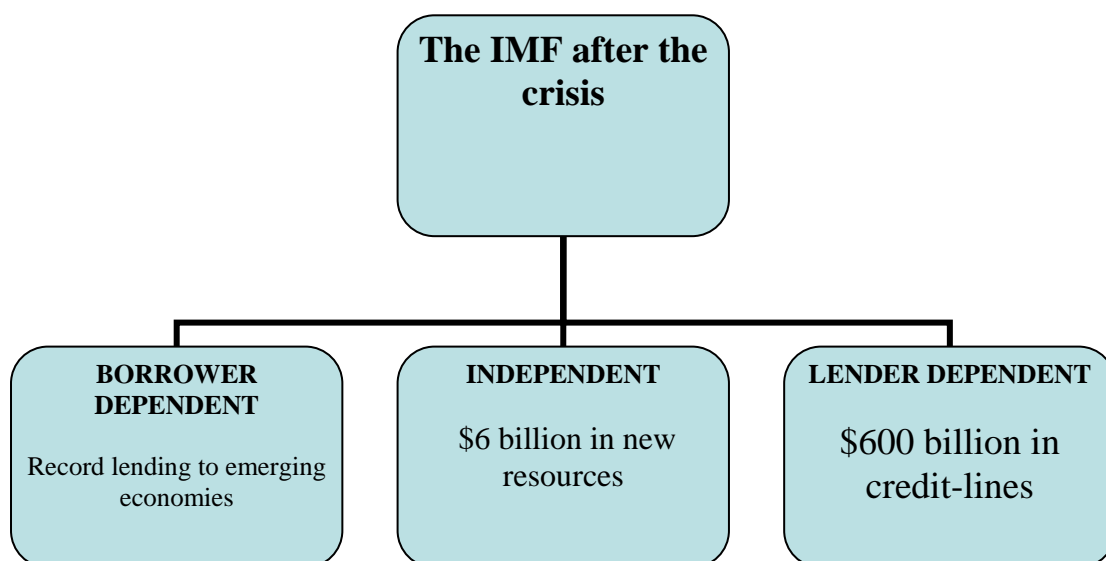 The IMF after the
crisis
BORROWER
DEPENDENT
Record lending to emerging
economies
INDEPENDENT
$6 billion in new
resources
LENDER DEPENDENT
$600 billion in
credit-lines